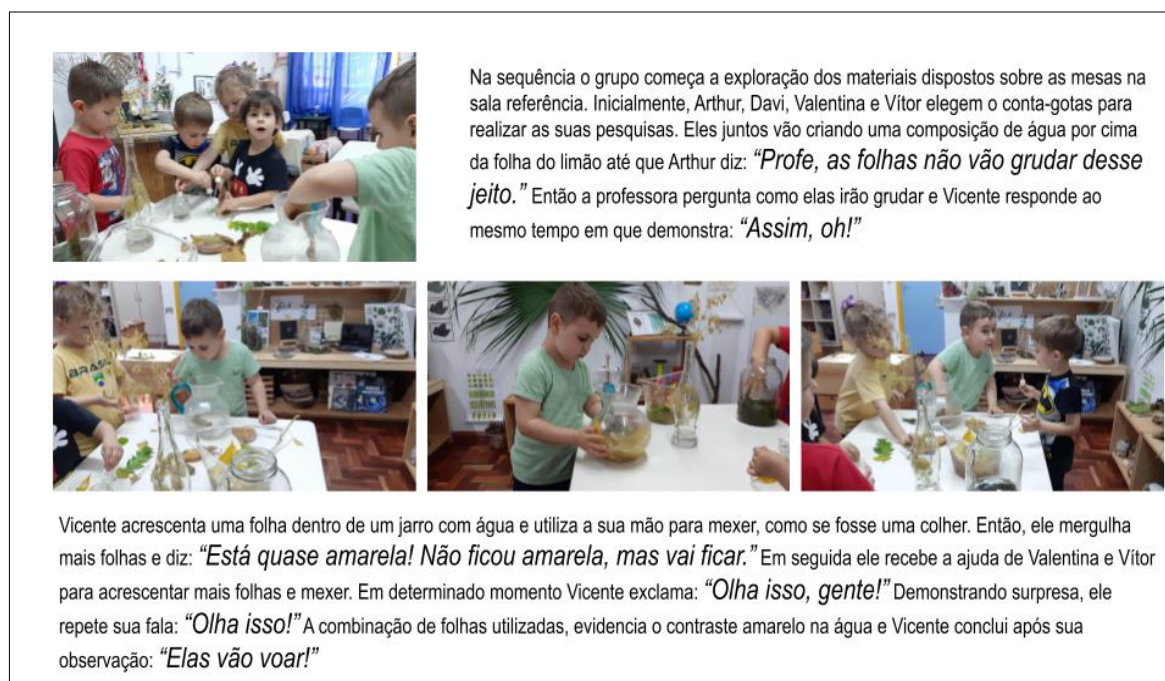 Na sequência o grupo começa a exploração dos materiais dispostos sobre as mesas na
sala referência. Inicialmente, Arthur, Davi, Valentina e Vítor elegem o conta-gotas para
realizar as suas pesquisas. Eles juntos vão criando uma composição de água por cima
da folha do limão até que Arthur diz: “Profe, as folhas não vão grudar desse
jeito.” Então a professora pergunta como elas irão grudar e Vicente responde ao
mesmo tempo em que demonstra: “Assim, oh!”
Vicente acrescenta uma folha dentro de um jarro com água e utiliza a sua mão para mexer, como se fosse uma colher. Então, ele mergulha
mais folhas e diz: “Está quase amarela! Não ficou amarela, mas vai ficar.” Em seguida ele recebe a ajuda de Valentina e Vítor
para acrescentar mais folhas e mexer. Em determinado momento Vicente exclama: “Olha isso, gente!” Demonstrando surpresa, ele
repete sua fala: “Olha isso!” A combinação de folhas utilizadas, evidencia o contraste amarelo na água e Vicente conclui após sua
observação: “Elas vão voar!”